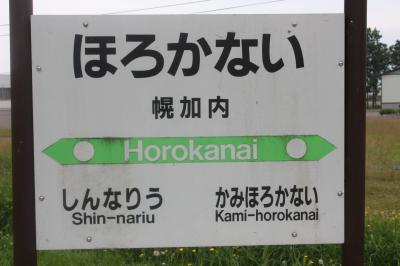 ほろかない
幌加内
Horokanai
しんなりう かみほろかない
Shin-nariu Kami-horokanai